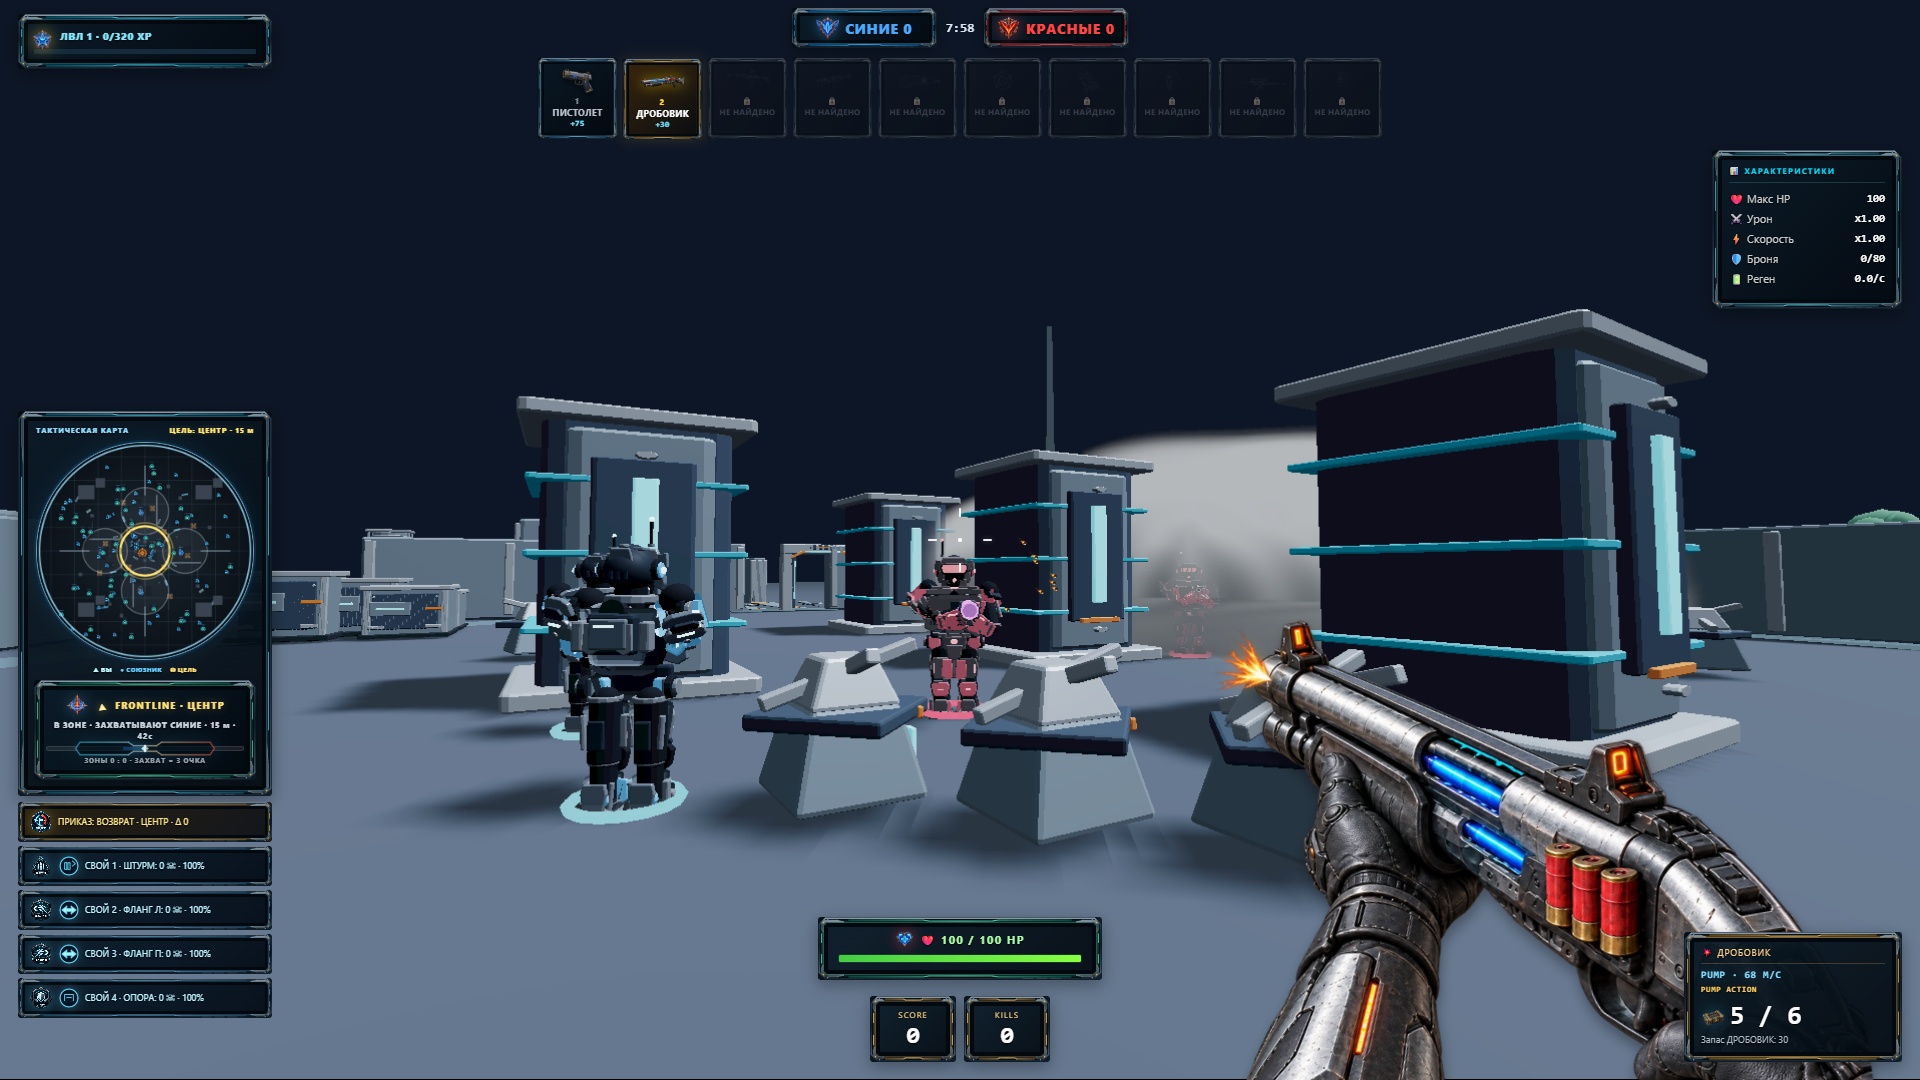 ЛВЛ 1 · 0/320 XP
СИНИЕ 0
7:58
КРАСНЫЕ 0
1
ПИСТОЛЕТ
+75
2
ДРОБОВИК
+30
НЕ НАЙДЕНО
НЕ НАЙДЕНО
НЕ НАЙДЕНО
НЕ НАЙДЕНО
НЕ НАЙДЕНО
НЕ НАЙДЕНО
НЕ НАЙДЕНО
НЕ НАЙДЕНО
ХАРАКТЕРИСТИКИ
Макс HP 100
Урон x1.00
Скорость x1.00
Броня 0/80
Реген 0.0/с
ТАКТИЧЕСКАЯ КАРТА ЦЕЛЬ: ЦЕНТР · 15 м
ВЫ СОЮЗНИК ЦЕЛЬ
FRONTLINE · ЦЕНТР
В ЗОНЕ · ЗАХВАТЫВАЮТ СИНИЕ · 15 м ·
42с
ЗОНЫ 0 : 0 · ЗАХВАТ = 3 ОЧКА
ПРИКАЗ: ВОЗВРАТ · ЦЕНТР · Δ 0
СВОЙ 1 · ШТУРМ: 0 ☠ · 100%
СВОЙ 2 · ФЛАНГ Л: 0 ☠ · 100%
СВОЙ 3 · ФЛАНГ П: 0 ☠ · 100%
СВОЙ 4 · ОПОРА: 0 ☠ · 100%
100 / 100 HP
SCORE
0
KILLS
0
0
ДРОБОВИК
PUMP · 68 М/С
PUMP ACTION
5 / 6
Запас ДРОБОВИК: 30